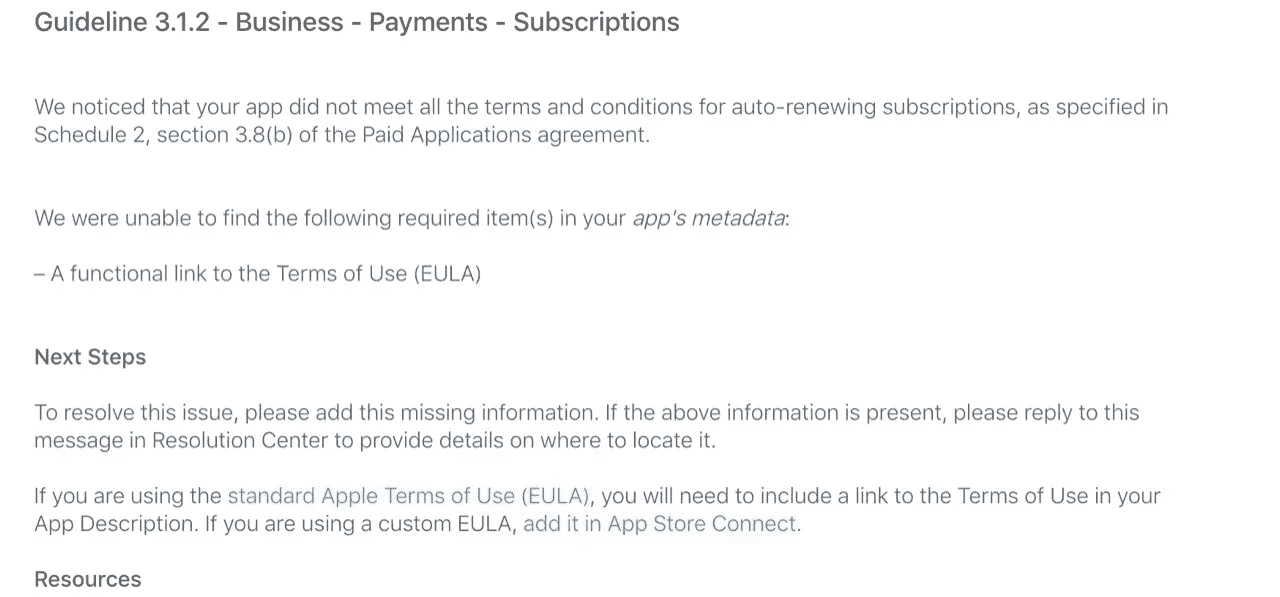 Guideline 3.1.2 - Business - Payments - Subscriptions
We noticed that your app did not meet all the terms and conditions for auto-renewing subscriptions, as specified in
Schedule 2, section 3.8(b) of the Paid Applications agreement.
We were unable to find the following required item(s) in your app's metadata:
– A functional link to the Terms of Use (EULA)
Next Steps
To resolve this issue, please add this missing information. If the above information is present, please reply to this
message in Resolution Center to provide details on where to locate it.
If you are using the standard Apple Terms of Use (EULA), you will need to include a link to the Terms of Use in your
App Description. If you are using a custom EULA, add it in App Store Connect.
Resources